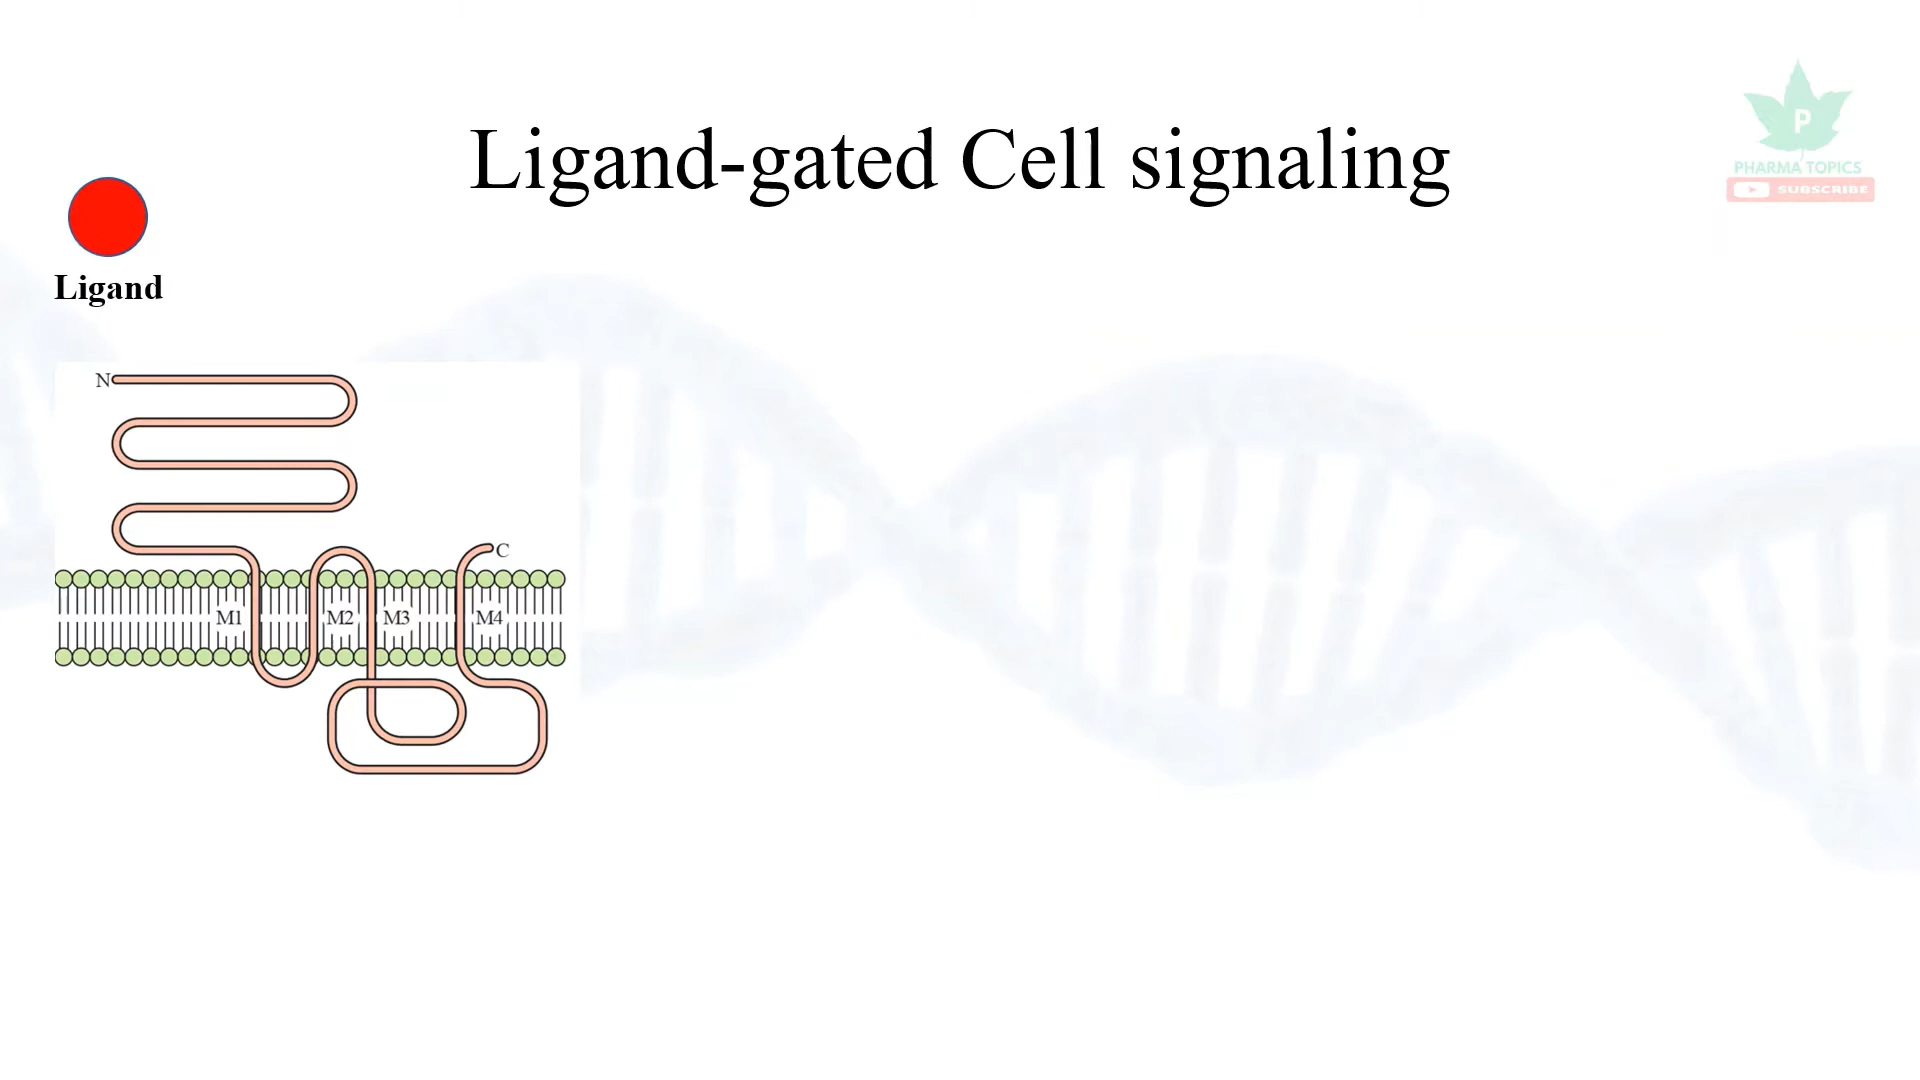 Ligand-gated Cell signaling
P
PHARMA TOPICS
SUBSCRIBE
Ligand
N
C
M1 M2 M3 M4